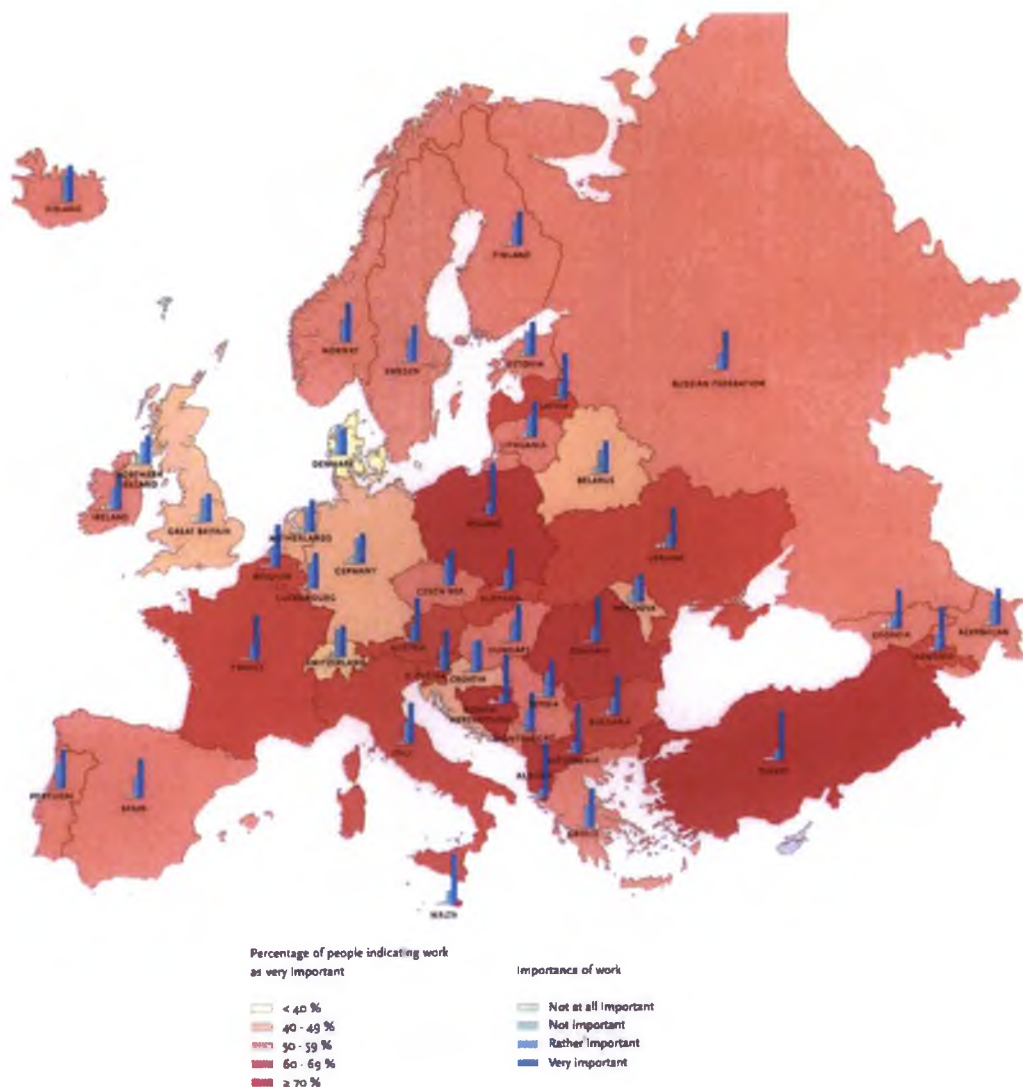 ICELAND
FINLAND
NORWAY
SWEDEN
ESTONIA
RUSSIAN FEDERATION
LATVIA
LITHUANIA
DENMARK
BELARUS
NORTHERN
IRELAND
IRELAND
GREAT BRITAIN
NETHERLANDS
POLAND
GERMANY
BELGIUM
LUXEMBOURG
CZECH REP.
SLOVAKIA
UKRAINE
MOLDOVA
FRANCE
SWITZERLAND
AUSTRIA
HUNGARY
SLOVENIA
CROATIA
ROMANIA
GEORGIA
AZERBAIJAN
ARMENIA
BOSNIA
HERZEGOVINA
SERBIA
MONTENEGRO
BULGARIA
ITALY
MACEDONIA
ALBANIA
TURKEY
PORTUGAL
SPAIN
GREECE
MALTA
Percentage of people indicating work
as very important
< 40 %
40 - 49 %
50 - 59 %
60 - 69 %
≥ 70 %
Importance of work
Not at all important
Not important
Rather important
Very important